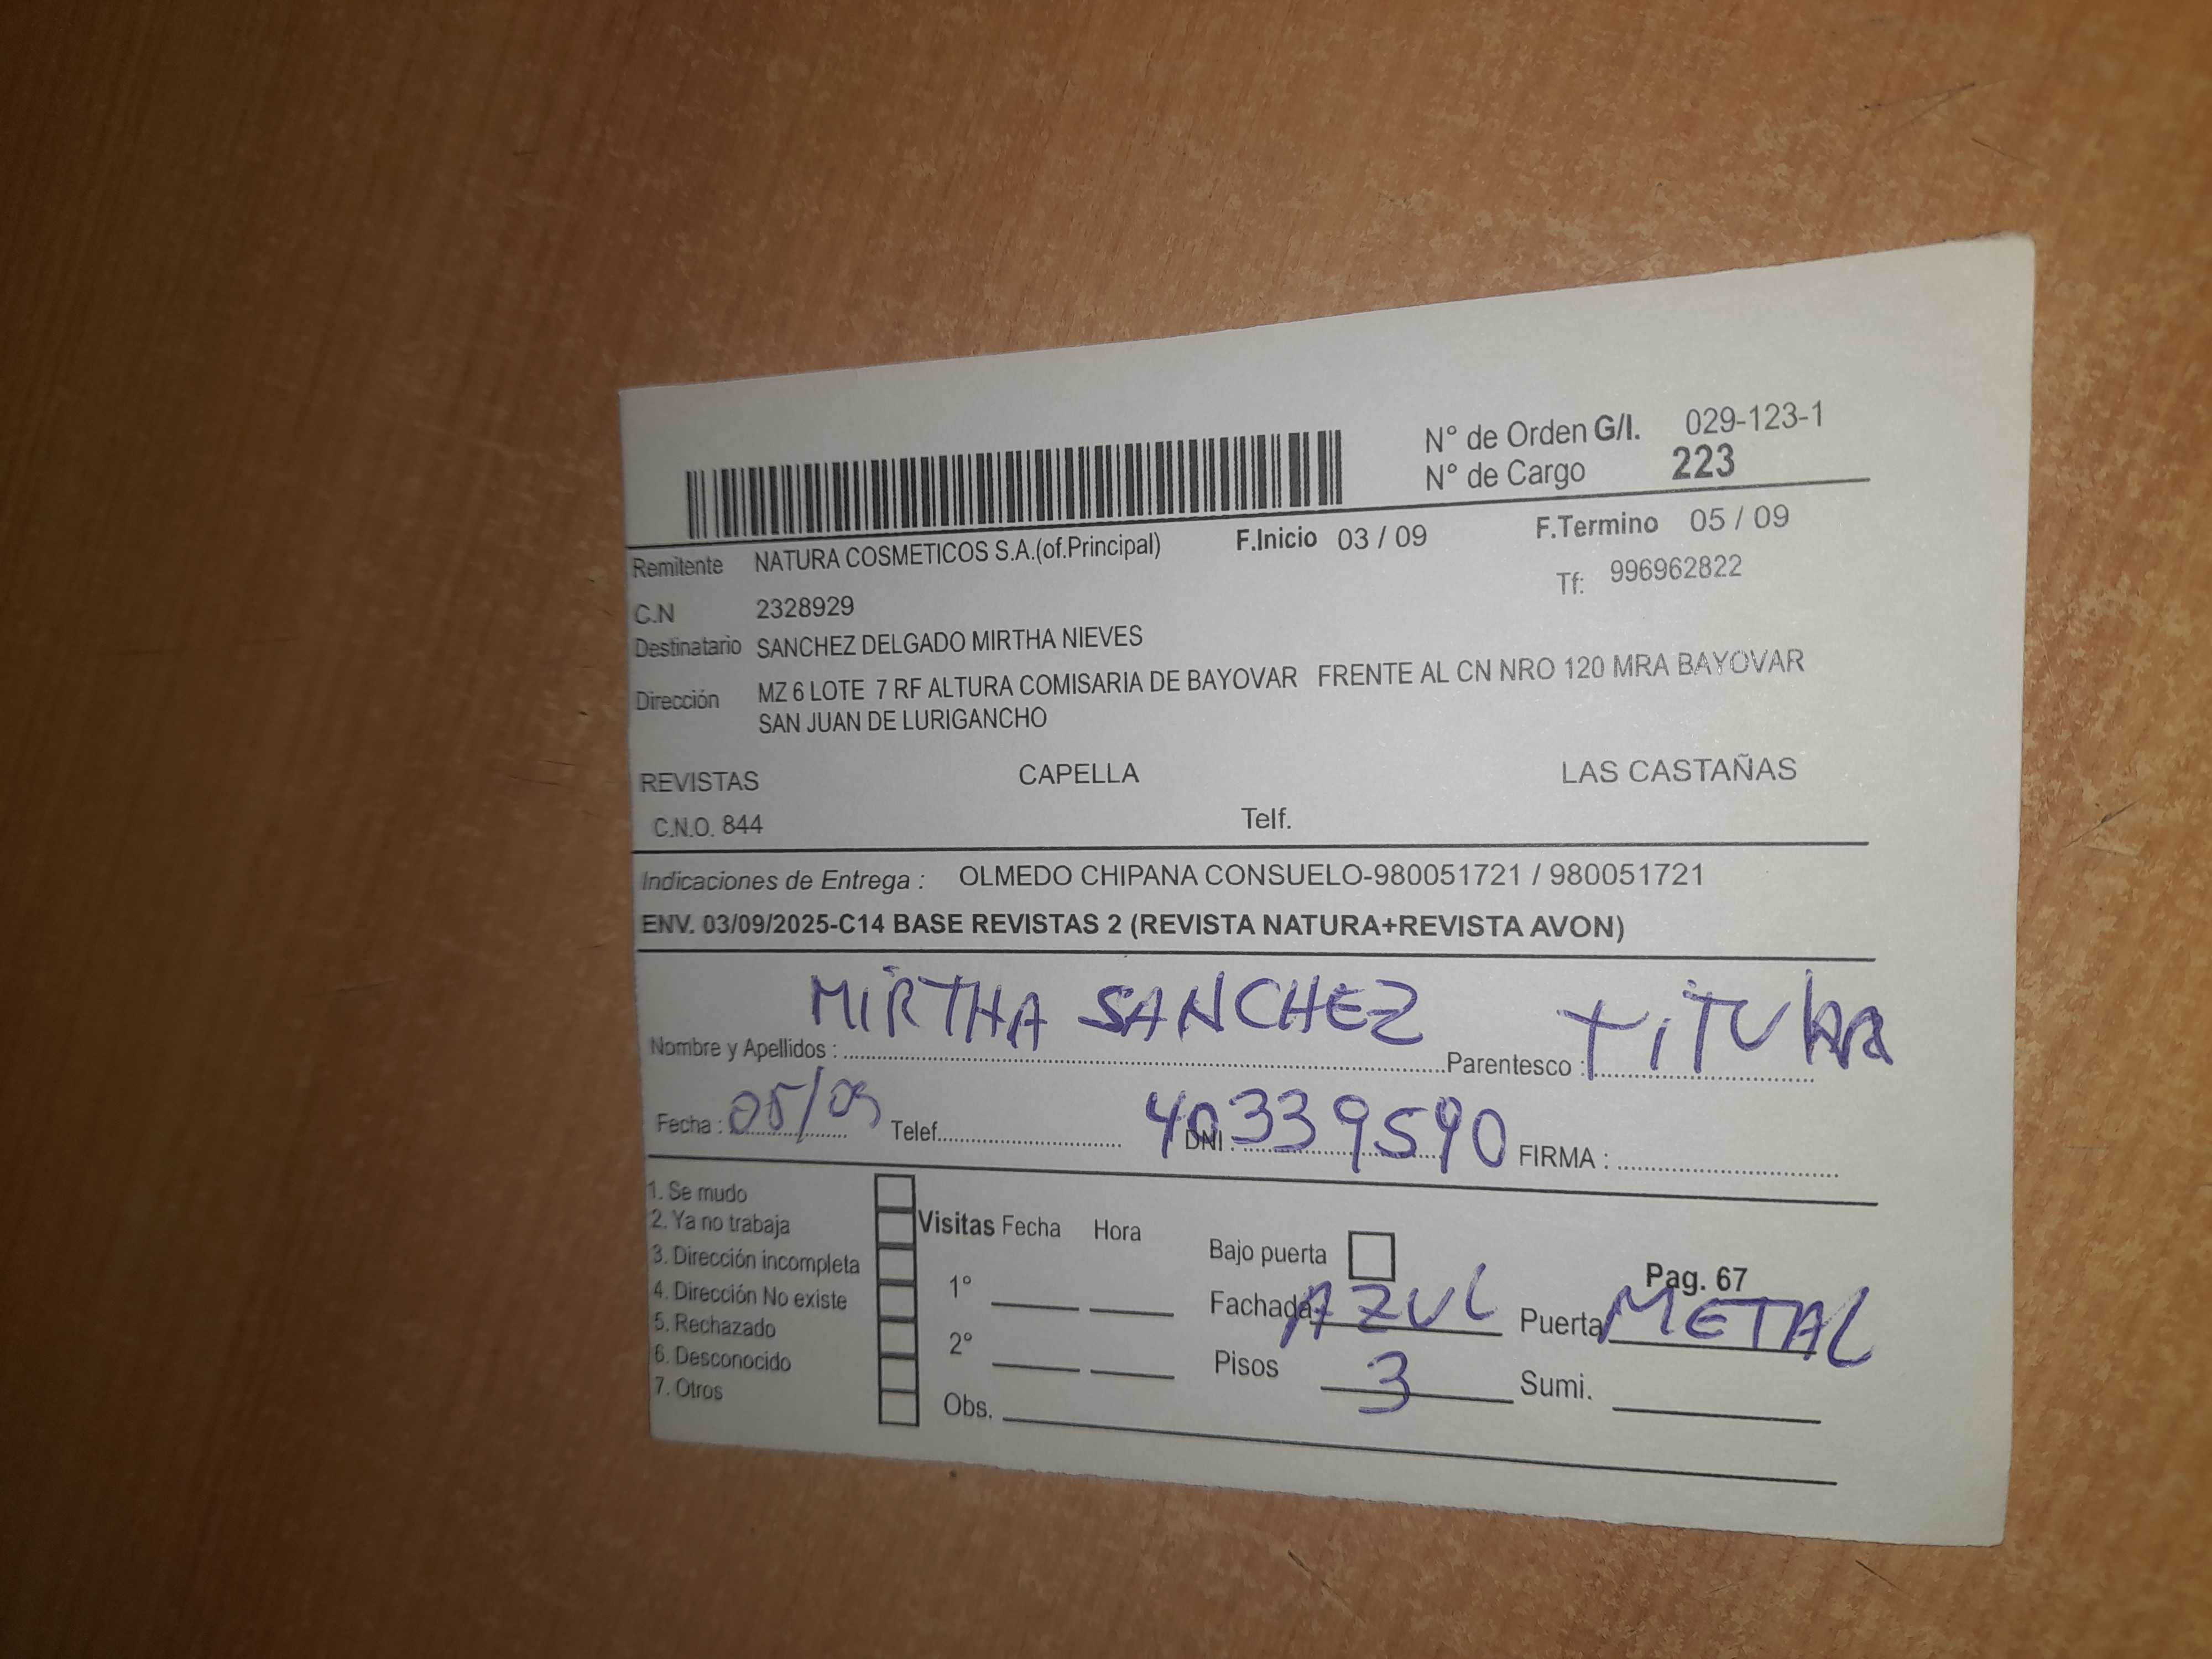 N° de Orden G/I. 029-123-1
N° de Cargo 223
Remitente NATURA COSMETICOS S.A.(of.Principal) F.Inicio 03 / 09 F.Termino 05 / 09
C.N 2328929 Tf: 996962822
Destinatario SANCHEZ DELGADO MIRTHA NIEVES
Dirección MZ 6 LOTE 7 RF ALTURA COMISARIA DE BAYOVAR FRENTE AL CN NRO 120 MRA BAYOVAR
SAN JUAN DE LURIGANCHO
REVISTAS CAPELLA LAS CASTAÑAS
C.N.O. 844 Telf.
Indicaciones de Entrega : OLMEDO CHIPANA CONSUELO-980051721 / 980051721
ENV. 03/09/2025-C14 BASE REVISTAS 2 (REVISTA NATURA+REVISTA AVON)
Nombre y Apellidos : MIRTHA SANCHEZ Parentesco :
Fecha : 05/09 Telef. DNI : 40339590 FIRMA :
1. Se mudo
2. Ya no trabaja Visitas Fecha Hora
3. Dirección incompleta Bajo puerta
4. Dirección No existe 1° Pag. 67
5. Rechazado Fachada AZUL Puerta METAL
6. Desconocido 2° Pisos 3 Sumi.
7. Otros Obs.